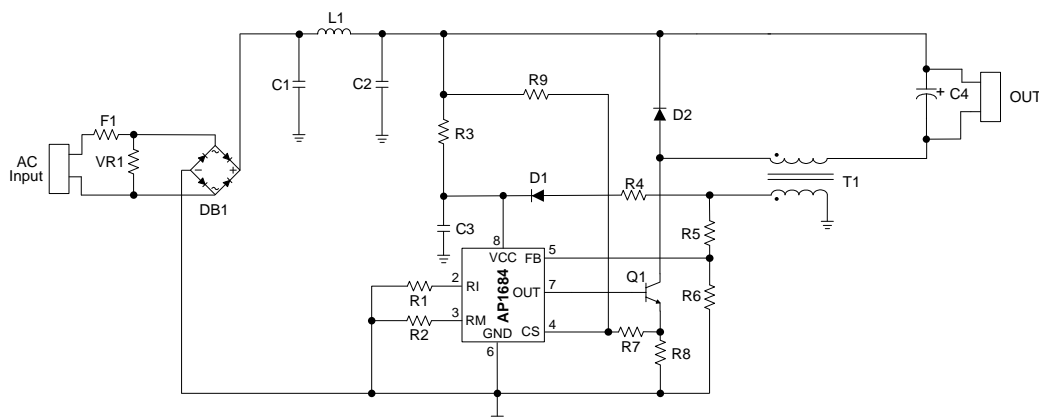 L1
C1
C2
R9
D2
C4
+
OUT
F1
R3
AC
Input
VR1
-
~
~
+
DB1
D1
R4
T1
C3
R5
8
VCC
FB
5
2
RI
AP1684
OUT
7
Q1
R6
R1
3
RM
CS
4
R2
GND
6
R7
R8